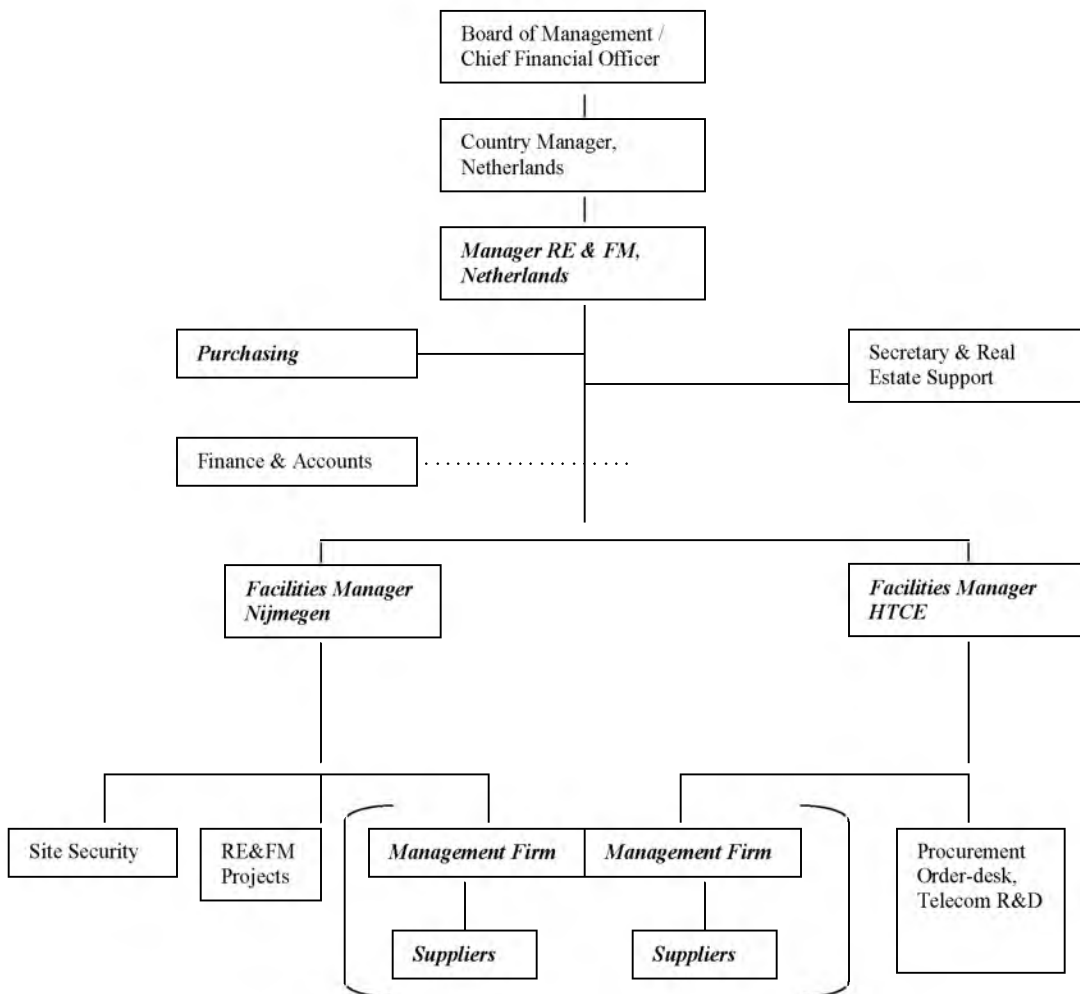 Board of Management /
Chief Financial Officer
Country Manager,
Netherlands
Manager RE & FM,
Netherlands
Purchasing
Secretary & Real
Estate Support
Finance & Accounts
Facilities Manager
Nijmegen
Facilities Manager
HTCE
Site Security
RE&FM
Projects
Management Firm
Management Firm
Procurement
Order-desk,
Telecom R&D
Suppliers
Suppliers